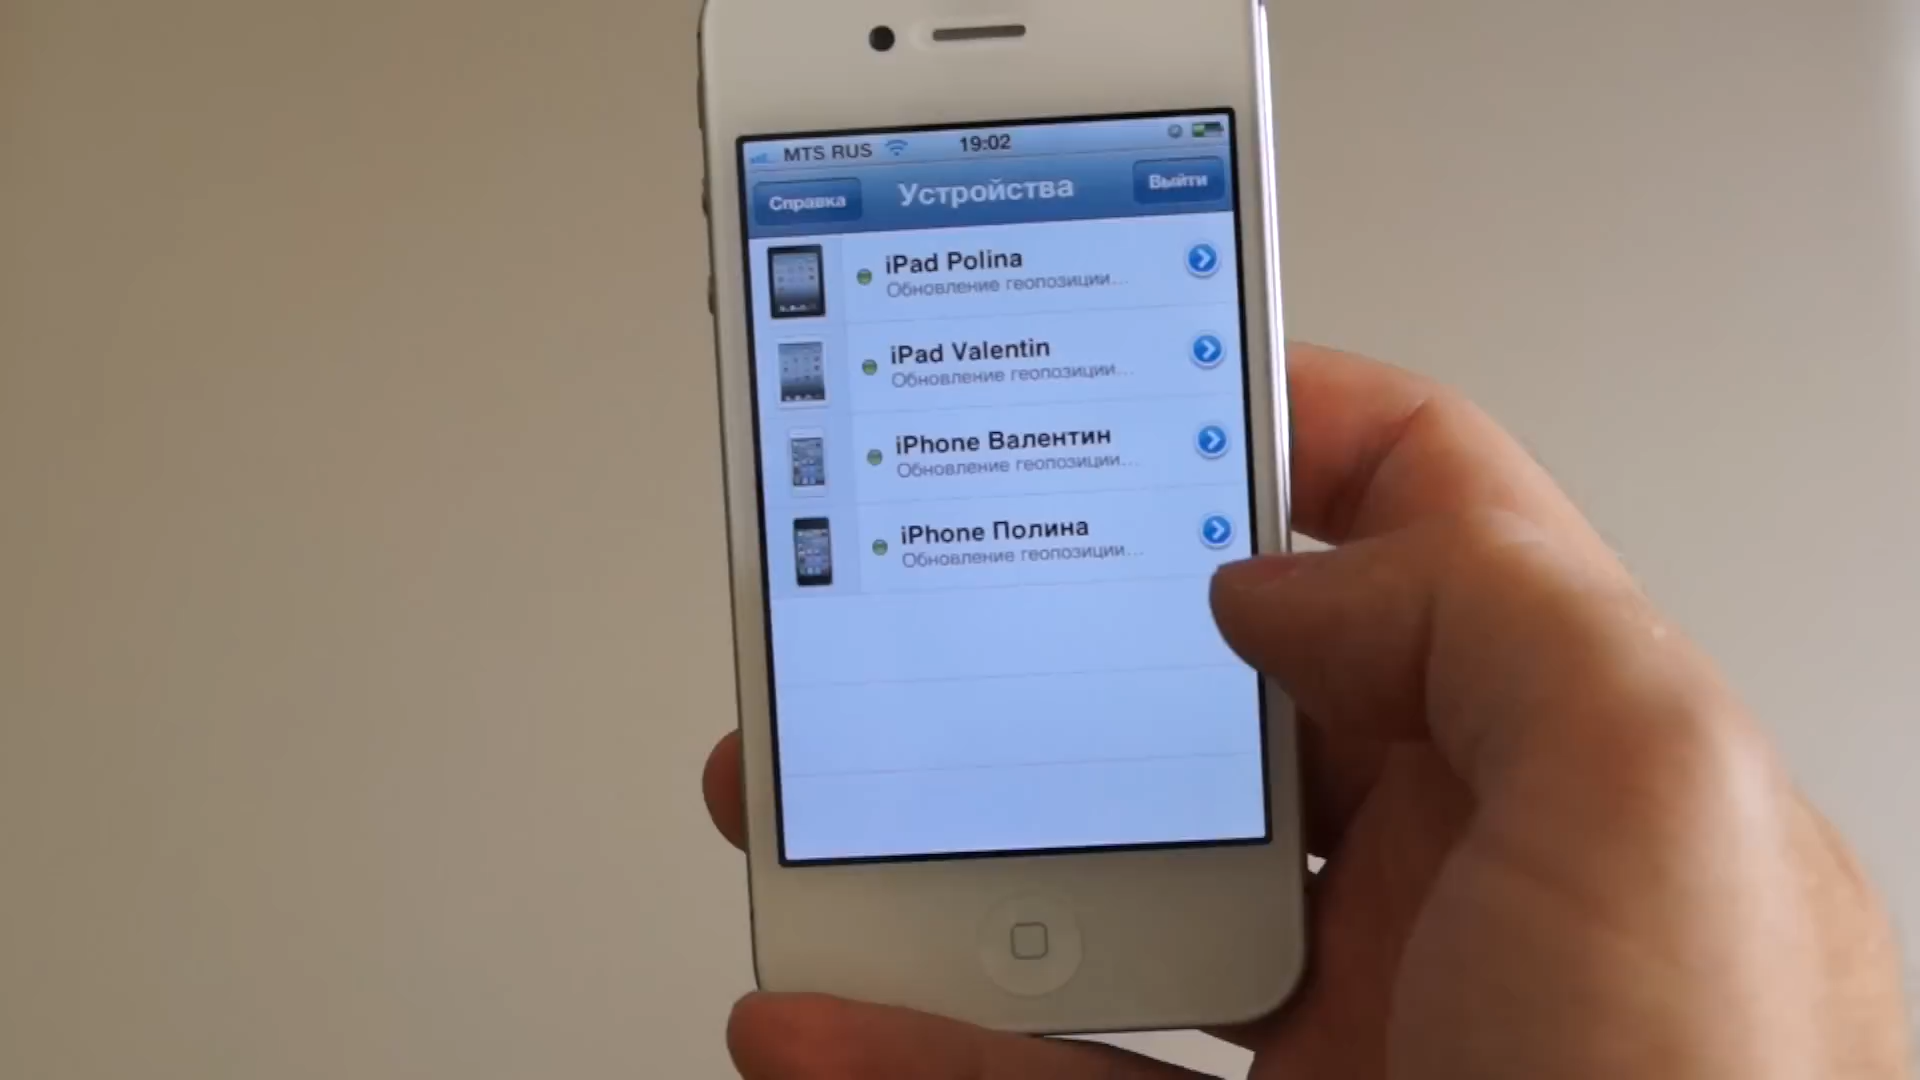 MTS RUS 19:02
Справка Устройства Выйти
iPad Polina
Обновление геопозиции...
iPad Valentin
Обновление геопозиции...
iPhone Валентин
Обновление геопозиции...
iPhone Полина
Обновление геопозиции...